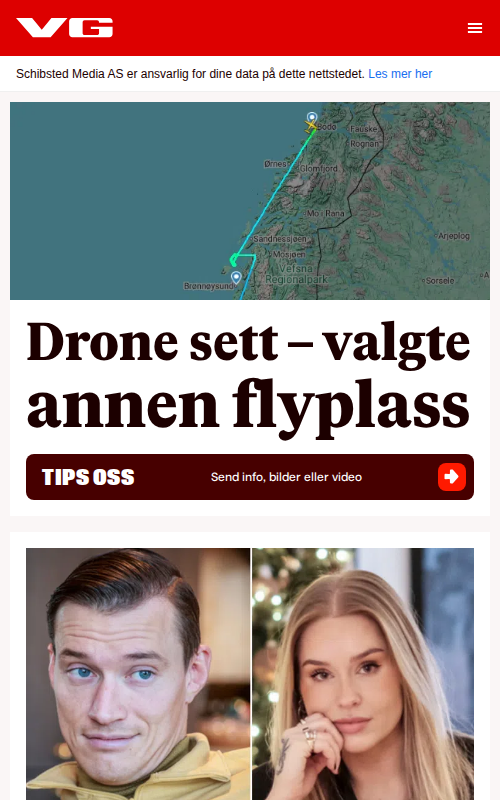 VG
Schibsted Media AS er ansvarlig for dine data på dette nettstedet. Les mer her
Bodø
Fauske
Rognan
Ørnes
Glomfjord
Mo i Rana
Arjeplog
Sandnessjøen
Mosjøen
Vefsna
Regionalpark
Sorsele
Brønnøysund
Drone sett – valgte
annen flyplass
TIPS OSS Send info, bilder eller video